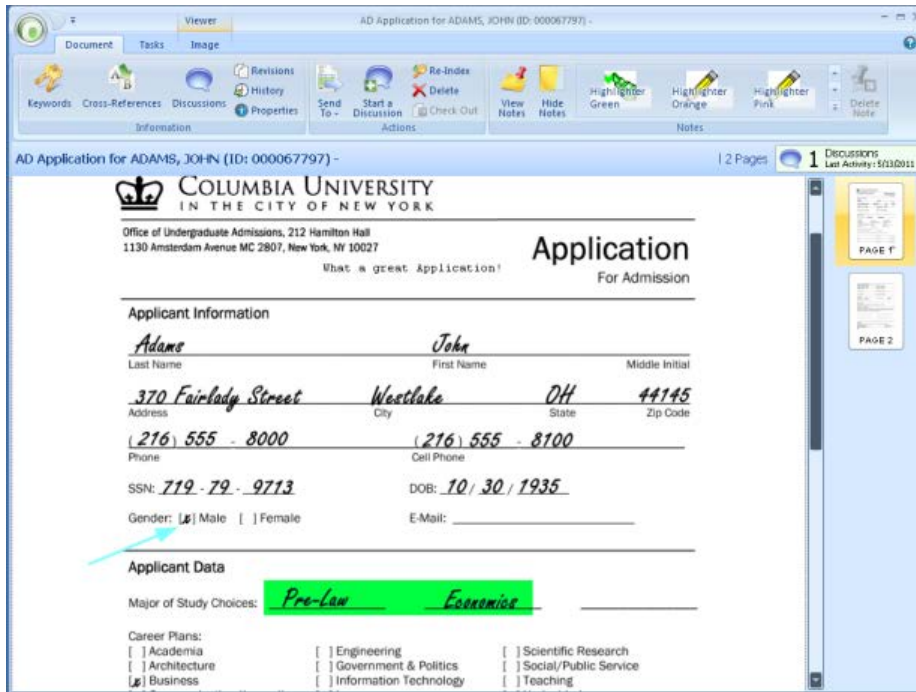 Viewer
AD Application for ADAMS, JOHN (ID: 000067797) -
Document Tasks Image
Keywords
Cross-References
Discussions
Revisions
History
Properties
Information
Send To
Start a Discussion
Re-Index
Delete
Check Out
Actions
View Notes
Hide Notes
Highlighter Green
Highlighter Orange
Highlighter Pink
Delete Note
Notes
AD Application for ADAMS, JOHN (ID: 000067797) -
| 2 Pages
1 Discussions
Last Activity: 5/13/2011
COLUMBIA UNIVERSITY
IN THE CITY OF NEW YORK
Office of Undergraduate Admissions, 212 Hamilton Hall
1130 Amsterdam Avenue MC 2807, New York, NY 10027
What a great Application!
Application
For Admission
Applicant Information
Adams John
Last Name First Name Middle Initial
370 Fairlady Street Westlake OH 44145
Address City State Zip Code
(216) 555 - 8000 (216) 555 - 8100
Phone Cell Phone
SSN: 719 - 79 - 9713 DOB: 10 / 30 / 1935
Gender: [x] Male [ ] Female E-Mail:
Applicant Data
Major of Study Choices: Pre-Law Economics
Career Plans:
[ ] Academia [ ] Engineering [ ] Scientific Research
[ ] Architecture [ ] Government & Politics [ ] Social/Public Service
[x] Business [ ] Information Technology [ ] Teaching
PAGE 1
PAGE 2